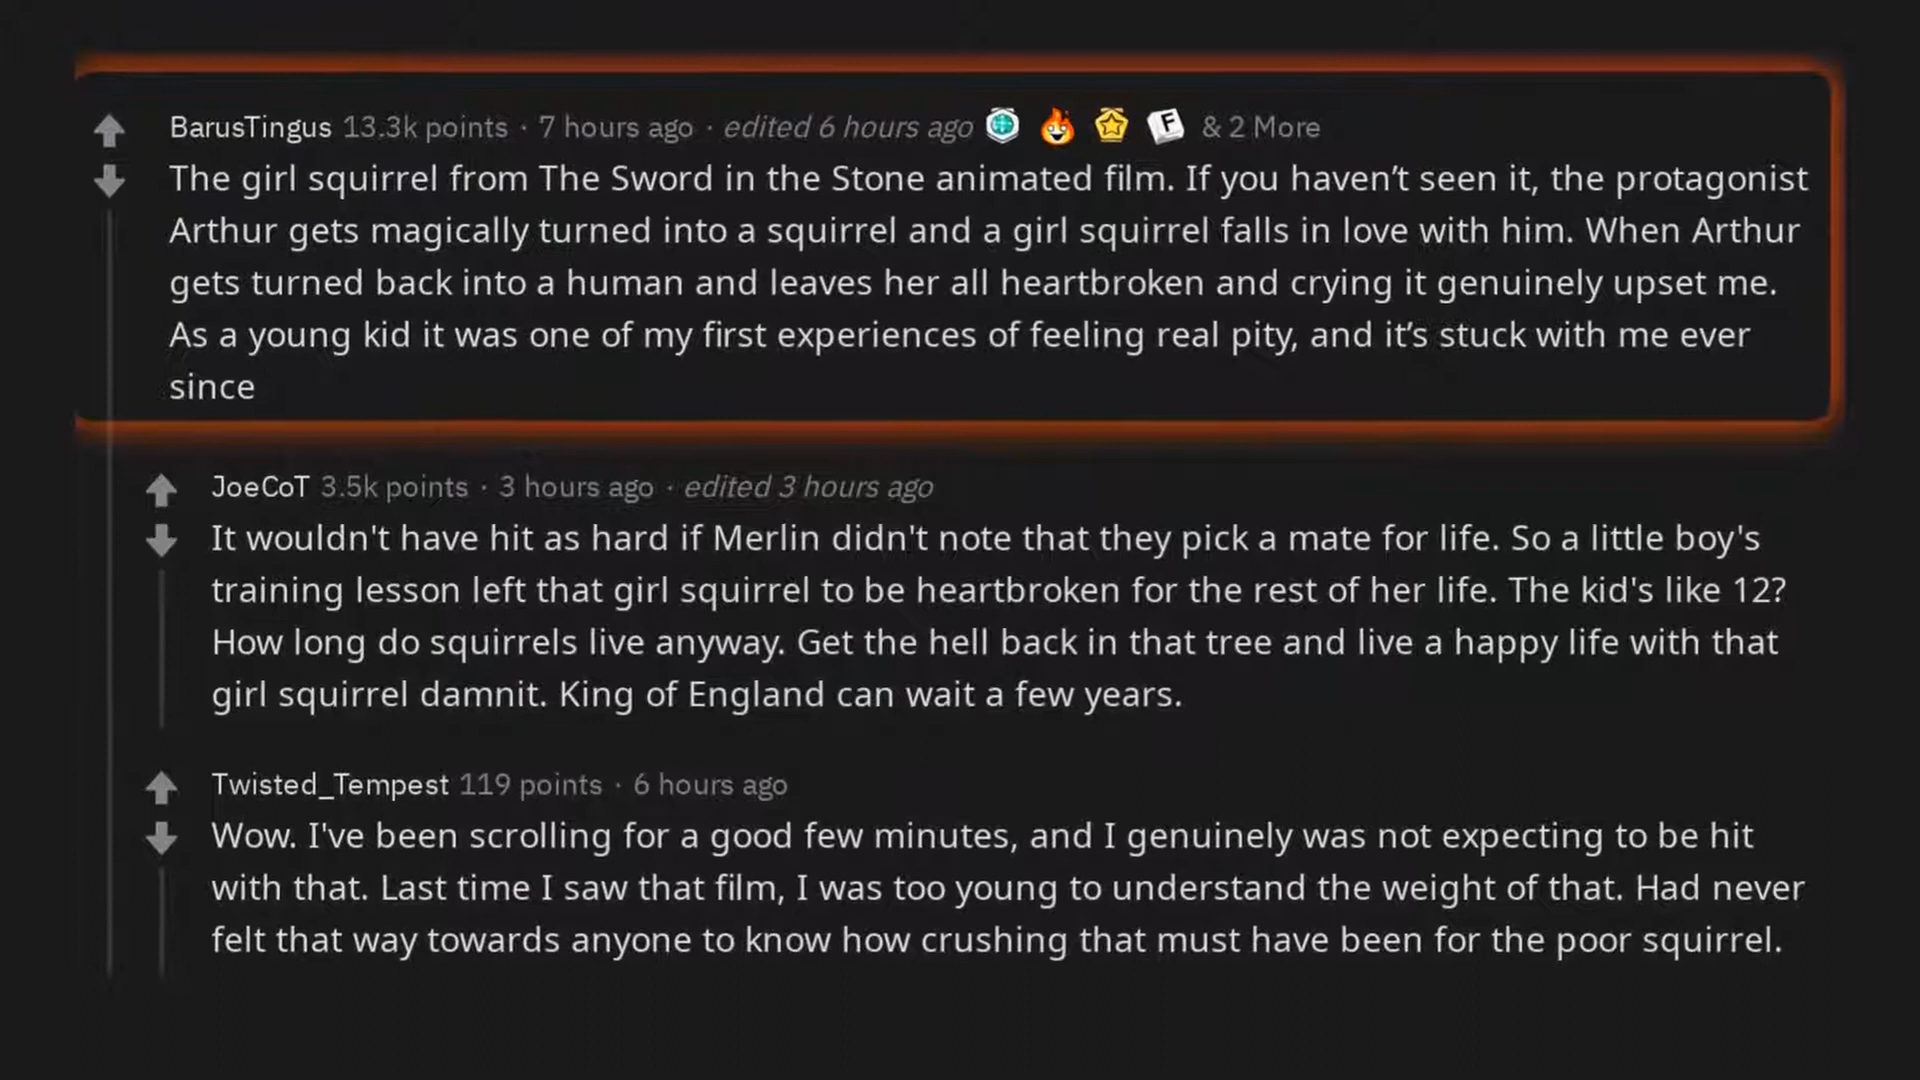 BarusTingus 13.3k points · 7 hours ago · edited 6 hours ago F & 2 More
The girl squirrel from The Sword in the Stone animated film. If you haven’t seen it, the protagonist
Arthur gets magically turned into a squirrel and a girl squirrel falls in love with him. When Arthur
gets turned back into a human and leaves her all heartbroken and crying it genuinely upset me.
As a young kid it was one of my first experiences of feeling real pity, and it’s stuck with me ever
since
JoeCoT 3.5k points · 3 hours ago · edited 3 hours ago
It wouldn't have hit as hard if Merlin didn't note that they pick a mate for life. So a little boy's
training lesson left that girl squirrel to be heartbroken for the rest of her life. The kid's like 12?
How long do squirrels live anyway. Get the hell back in that tree and live a happy life with that
girl squirrel damnit. King of England can wait a few years.
Twisted_Tempest 119 points · 6 hours ago
Wow. I've been scrolling for a good few minutes, and I genuinely was not expecting to be hit
with that. Last time I saw that film, I was too young to understand the weight of that. Had never
felt that way towards anyone to know how crushing that must have been for the poor squirrel.